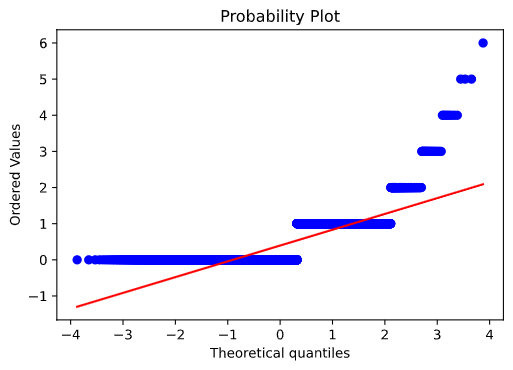 Probability Plot
Ordered Values
6
5
4
3
2
1
0
−1
−4 −3 −2 −1 0 1 2 3 4
Theoretical quantiles